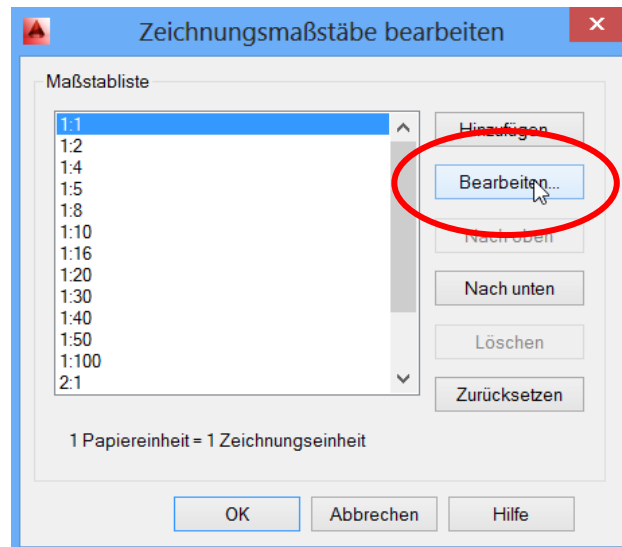 Zeichnungsmaßstäbe bearbeiten
Maßstabliste
1:1
1:2
1:4
1:5
1:8
1:10
1:16
1:20
1:30
1:40
1:50
1:100
2:1
Hinzufügen...
Bearbeiten...
Nach oben
Nach unten
Löschen
Zurücksetzen
1 Papiereinheit = 1 Zeichnungseinheit
OK
Abbrechen
Hilfe